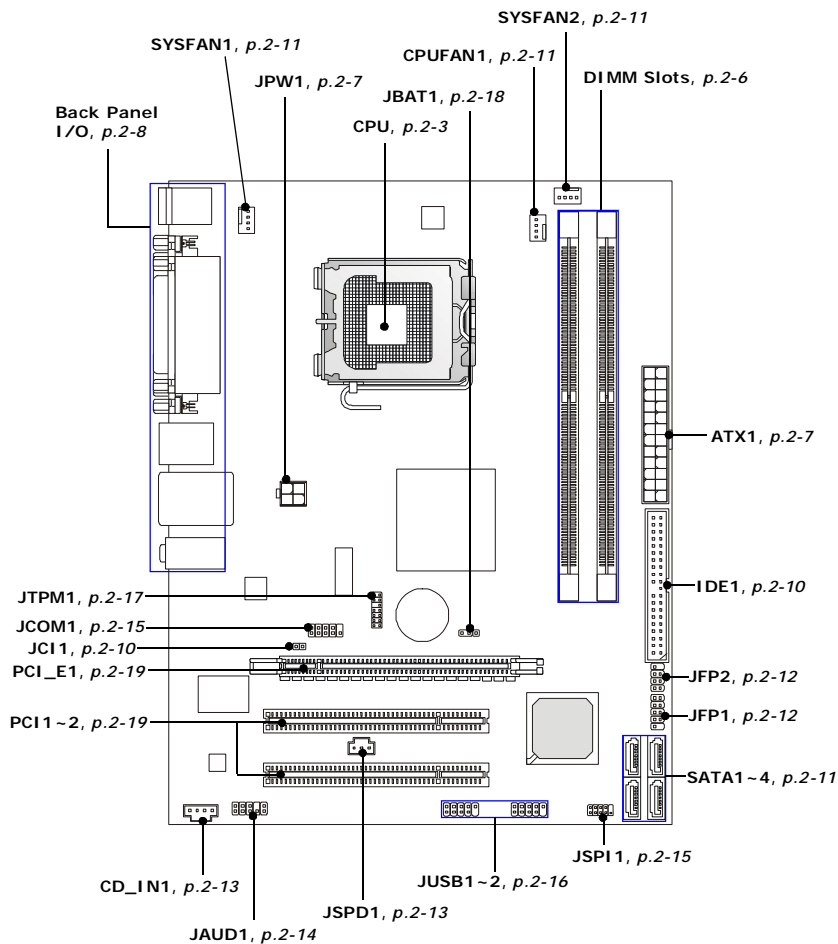 SYSFAN2, p.2-11
SYSFAN1, p.2-11
CPUFAN1, p.2-11
JPW1, p.2-7
DIMM Slots, p.2-6
JBAT1, p.2-18
Back Panel
I/O, p.2-8
CPU, p.2-3
ATX1, p.2-7
IDE1, p.2-10
JTPM1, p.2-17
JCOM1, p.2-15
JCI1, p.2-10
PCI_E1, p.2-19
JFP2, p.2-12
JFP1, p.2-12
PCI1~2, p.2-19
SATA1~4, p.2-11
JSPI1, p.2-15
CD_IN1, p.2-13
JUSB1~2, p.2-16
JSPD1, p.2-13
JAUD1, p.2-14